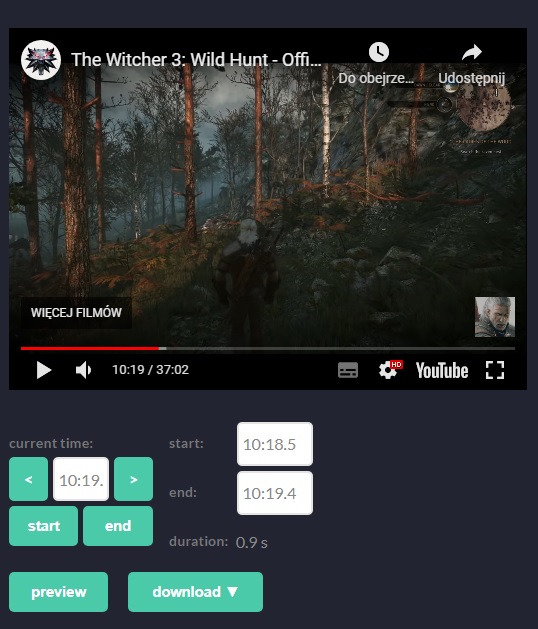 The Witcher 3: Wild Hunt - Offi...
Do obejrze... Udostępnij
WIĘCEJ FILMÓW
10:19 / 37:02
HD
YouTube
current time:
< 10:19. >
start end
start: 10:18.5
end: 10:19.4
duration: 0.9 s
preview download ▼